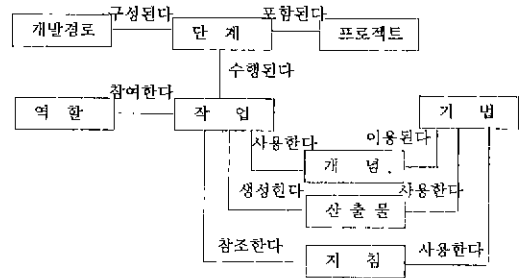 구성된다 포함된다
개발경로 단 계 프로젝트
수행된다
참여한다
역 할 작 업 기 법
사용한다 이용된다
개 념
생성한다 사용한다
산 출 물
참조한다 사용한다
지 침